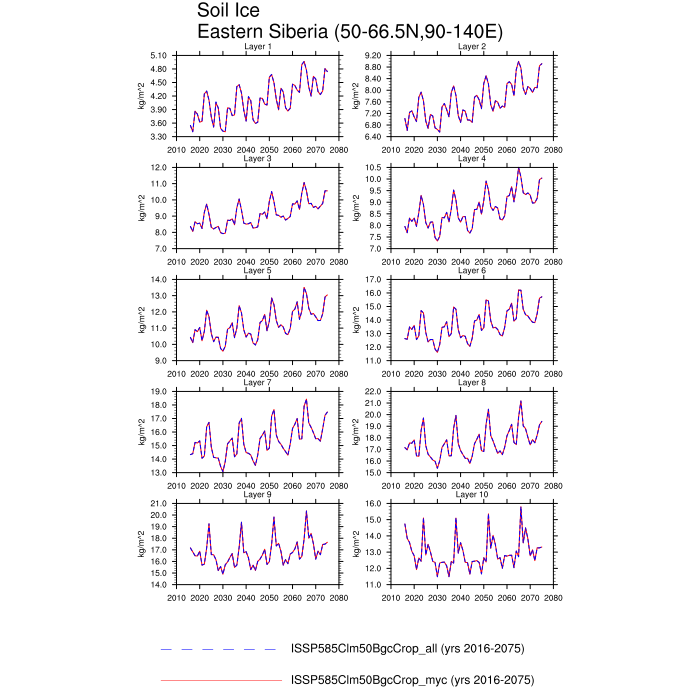 Soil Ice
Eastern Siberia (50-66.5N,90-140E)
Layer 1
Layer 2
kg/m^2
5.10
4.80
4.50
4.20
3.90
3.60
3.30
2010 2020 2030 2040 2050 2060 2070 2080
kg/m^2
9.20
8.80
8.40
8.00
7.60
7.20
6.80
6.40
2010 2020 2030 2040 2050 2060 2070 2080
Layer 3
Layer 4
kg/m^2
12.0
11.0
10.0
9.0
8.0
7.0
2010 2020 2030 2040 2050 2060 2070 2080
kg/m^2
10.5
10.0
9.5
9.0
8.5
8.0
7.5
7.0
2010 2020 2030 2040 2050 2060 2070 2080
Layer 5
Layer 6
kg/m^2
14.0
13.0
12.0
11.0
10.0
9.0
2010 2020 2030 2040 2050 2060 2070 2080
kg/m^2
17.0
16.0
15.0
14.0
13.0
12.0
11.0
2010 2020 2030 2040 2050 2060 2070 2080
Layer 7
Layer 8
kg/m^2
19.0
18.0
17.0
16.0
15.0
14.0
13.0
2010 2020 2030 2040 2050 2060 2070 2080
kg/m^2
22.0
21.0
20.0
19.0
18.0
17.0
16.0
15.0
2010 2020 2030 2040 2050 2060 2070 2080
Layer 9
Layer 10
kg/m^2
21.0
20.0
19.0
18.0
17.0
16.0
15.0
14.0
2010 2020 2030 2040 2050 2060 2070 2080
kg/m^2
16.0
15.0
14.0
13.0
12.0
11.0
2010 2020 2030 2040 2050 2060 2070 2080
ISSP585Clm50BgcCrop_all (yrs 2016-2075)
ISSP585Clm50BgcCrop_myc (yrs 2016-2075)